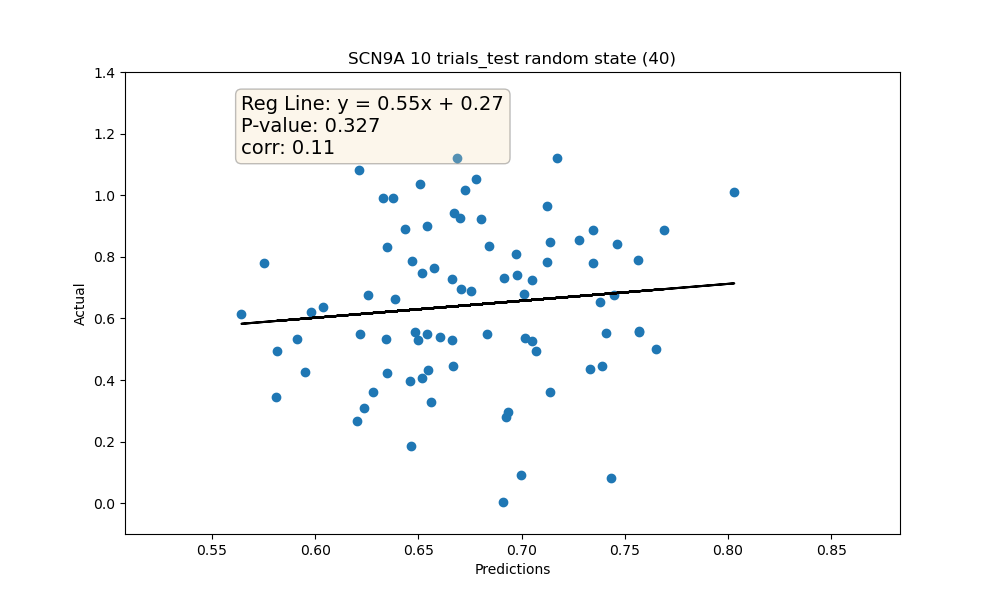 SCN9A 10 trials_test random state (40)
Reg Line: y = 0.55x + 0.27
P-value: 0.327
corr: 0.11
1.4
1.2
1.0
0.8
0.6
0.4
0.2
0.0
Actual
0.55 0.60 0.65 0.70 0.75 0.80 0.85
Predictions